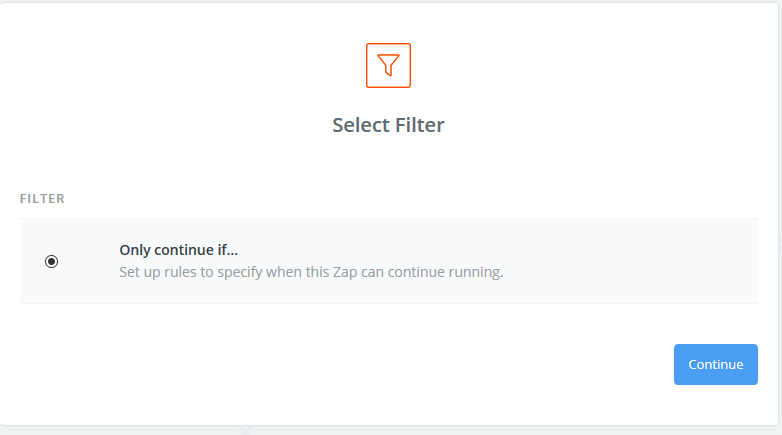 Select Filter
FILTER
Only continue if...
Set up rules to specify when this Zap can continue running.
Continue